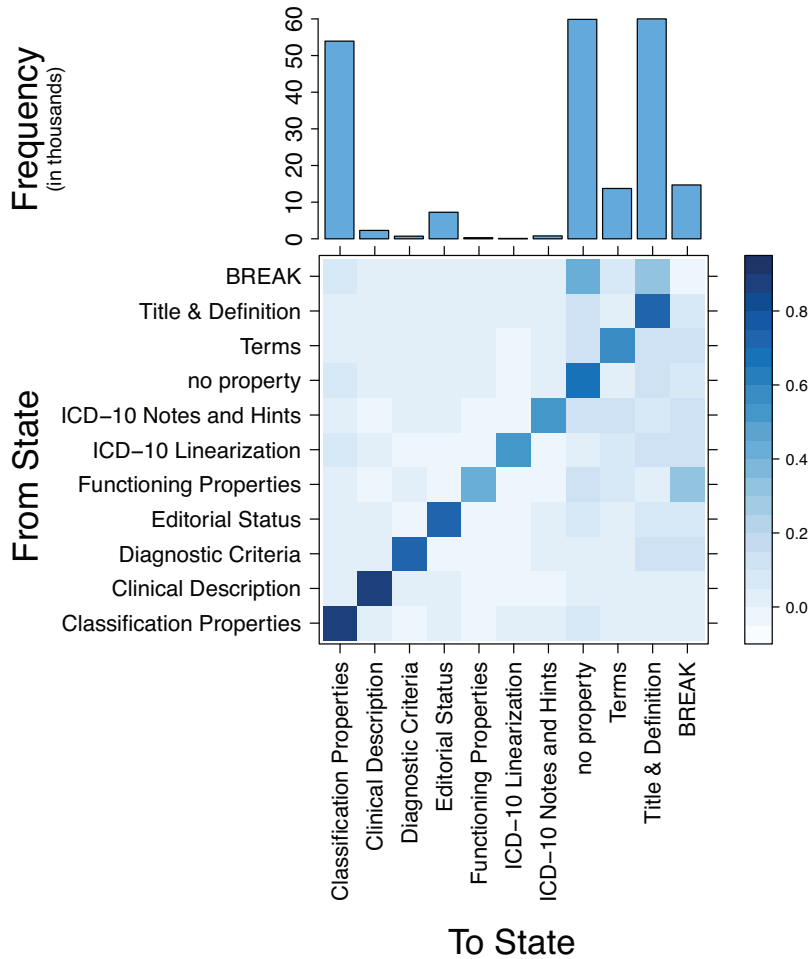 Frequency
(in thousands)
60
50
40
30
20
10
0
BREAK
Title & Definition
Terms
no property
ICD−10 Notes and Hints
ICD−10 Linearization
Functioning Properties
Editorial Status
Diagnostic Criteria
Clinical Description
Classification Properties
From State
0.8
0.6
0.4
0.2
0.0
Classification Properties
Clinical Description
Diagnostic Criteria
Editorial Status
Functioning Properties
ICD−10 Linearization
ICD−10 Notes and Hints
no property
Terms
Title & Definition
BREAK
To State